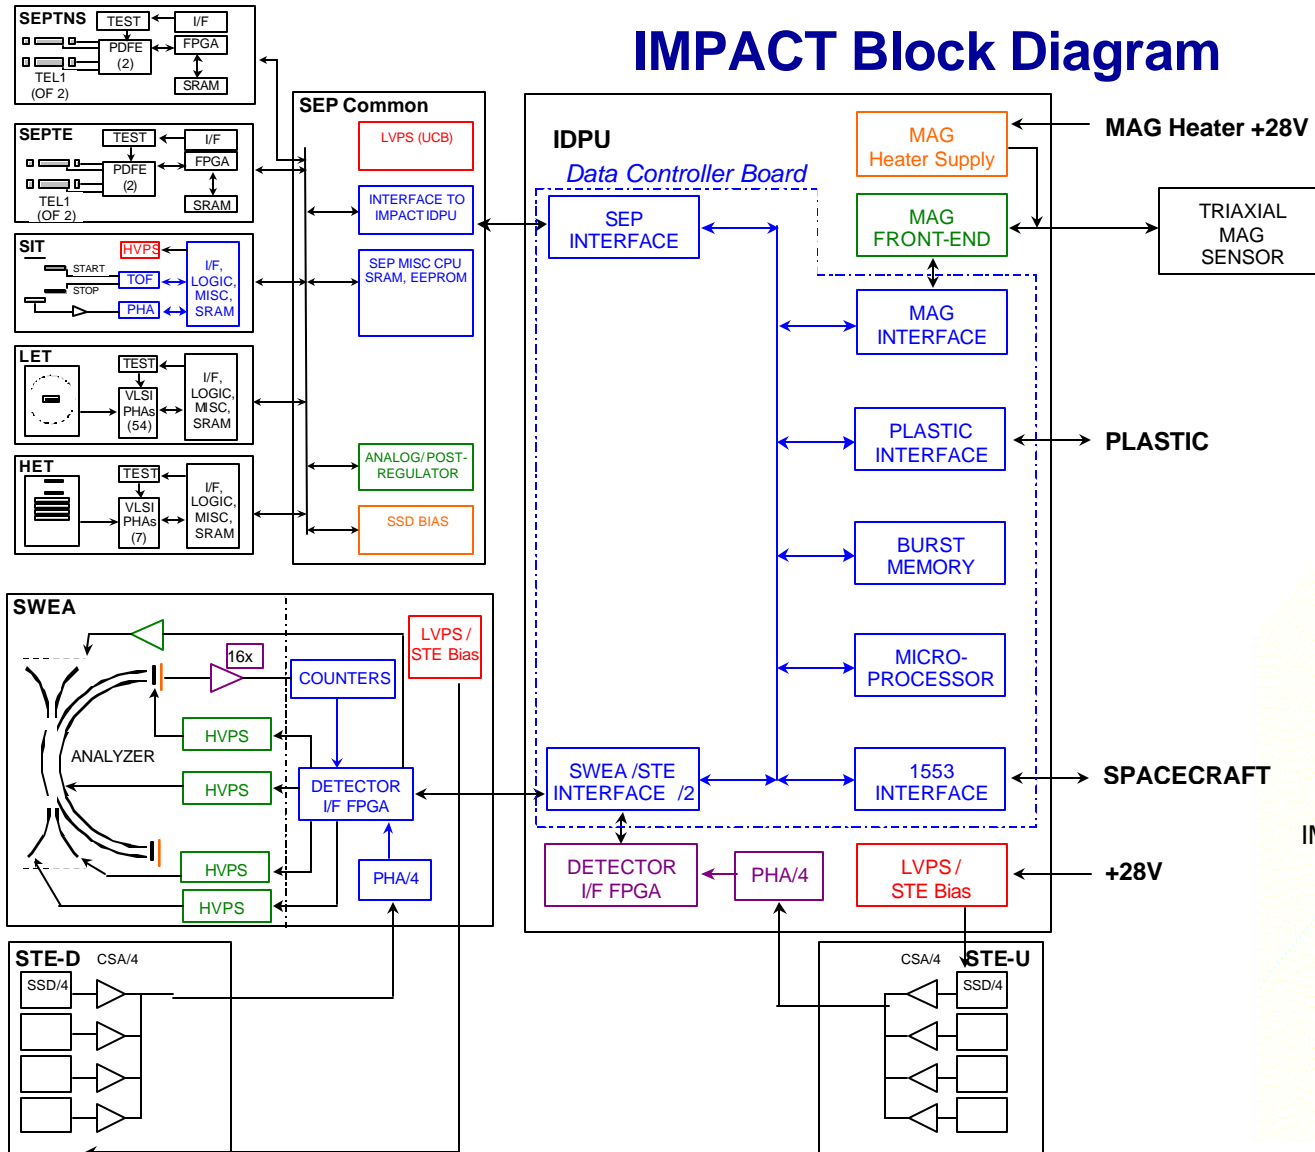 IMPACT Block Diagram
SEPTNS
TEST
I/F
PDFE
(2)
FPGA
SRAM
TEL1
(OF 2)
SEPTE
TEST
I/F
PDFE
(2)
FPGA
SRAM
TEL1
(OF 2)
SIT
HVPS
START
TOF
STOP
PHA
I/F,
LOGIC,
MISC,
SRAM
LET
TEST
VLSI
PHAs
(54)
I/F,
LOGIC,
MISC,
SRAM
HET
TEST
VLSI
PHAs
(7)
I/F,
LOGIC,
MISC,
SRAM
SEP Common
LVPS (UCB)
INTERFACE TO
IMPACT IDPU
SEP MISC CPU
SRAM, EEPROM
ANALOG/ POST-
REGULATOR
SSD BIAS
IDPU
Data Controller Board
MAG
Heater Supply
MAG Heater +28V
SEP
INTERFACE
MAG
FRONT-END
TRIAXIAL
MAG
SENSOR
MAG
INTERFACE
PLASTIC
INTERFACE
PLASTIC
BURST
MEMORY
MICRO-
PROCESSOR
SWEA /STE
INTERFACE /2
1553
INTERFACE
SPACECRAFT
DETECTOR
I/F FPGA
PHA/4
LVPS /
STE Bias
+28V
IM
SWEA
16x
COUNTERS
LVPS /
STE Bias
HVPS
ANALYZER
HVPS
DETECTOR
I/F FPGA
HVPS
HVPS
PHA/4
STE-D
CSA/4
SSD/4
CSA/4
STE-U
SSD/4